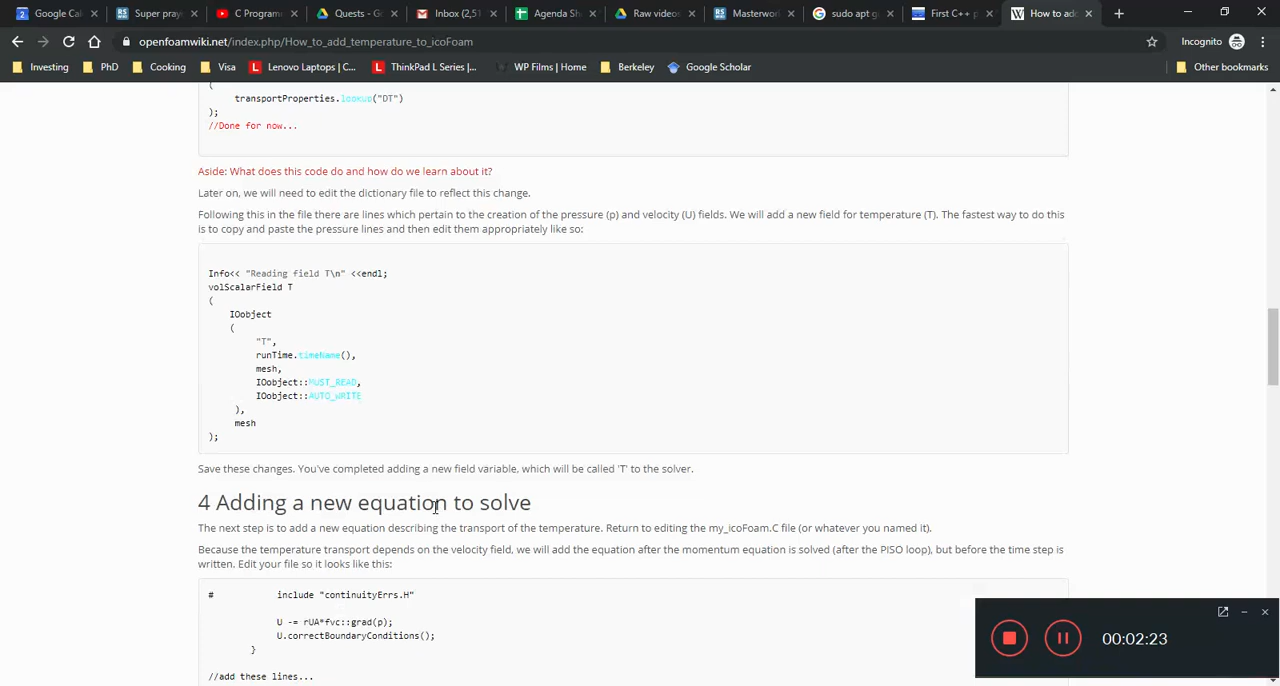 Google Cal
Super pray
C Program
Quests - Go
Inbox (2,51
Agenda Sh
Raw videos
Masterwor
sudo apt g
First C++ p
How to add
openfoamwiki.net/index.php/How_to_add_temperature_to_icoFoam
Incognito
Investing
PhD
Cooking
Visa
Lenovo Laptops | C...
ThinkPad L Series |...
WP Films | Home
Berkeley
Google Scholar
Other bookmarks
(
transportProperties.lookup("DT")
);
//Done for now...
Aside: What does this code do and how do we learn about it?
Later on, we will need to edit the dictionary file to reflect this change.
Following this in the file there are lines which pertain to the creation of the pressure (p) and velocity (U) fields. We will add a new field for temperature (T). The fastest way to do this
is to copy and paste the pressure lines and then edit them appropriately like so:
Info<< "Reading field T\n" <<endl;
volScalarField T
(
IOobject
(
"T",
runTime.timeName(),
mesh,
IOobject::MUST_READ,
IOobject::AUTO_WRITE
),
mesh
);
Save these changes. You've completed adding a new field variable, which will be called 'T' to the solver.
4 Adding a new equation to solve
The next step is to add a new equation describing the transport of the temperature. Return to editing the my_icoFoam.C file (or whatever you named it).
Because the temperature transport depends on the velocity field, we will add the equation after the momentum equation is solved (after the PISO loop), but before the time step is
written. Edit your file so it looks like this:
# include "continuityErrs.H"
U -= rUA*fvc::grad(p);
U.correctBoundaryConditions();
}
//add these lines...
00:02:23